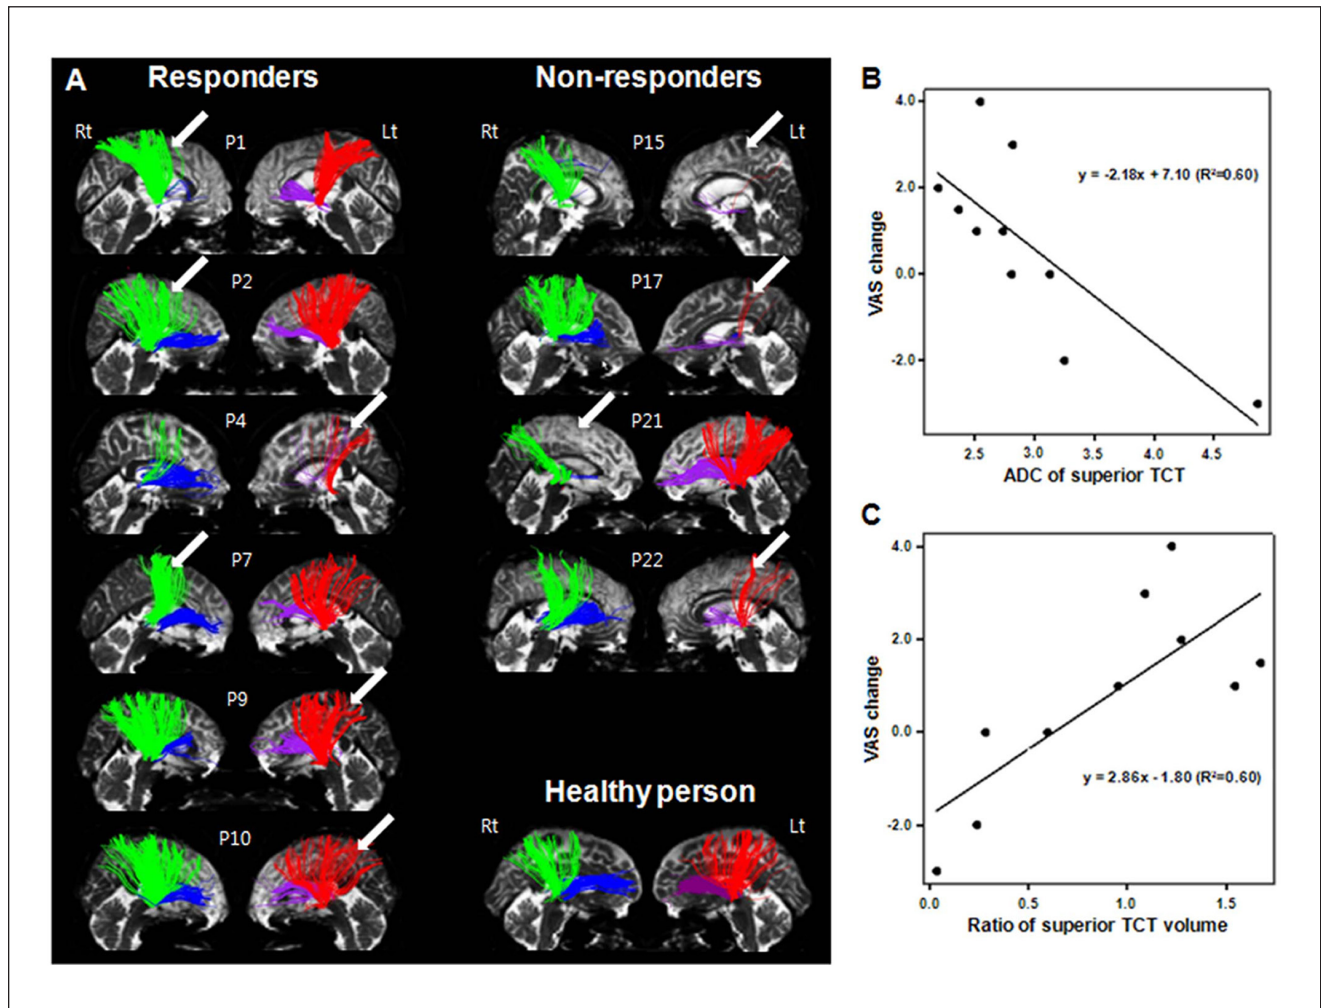 A
Responders
Non-responders
Rt
P1
Lt
Rt
P15
Lt
P2
P17
P4
P21
P7
P22
P9
P10
Healthy person
Rt
Lt
B
4.0
2.0
0.0
-2.0
VAS change
y = -2.18x + 7.10 (R²=0.60)
2.5 3.0 3.5 4.0 4.5
ADC of superior TCT
C
4.0
2.0
0.0
-2.0
VAS change
y = 2.86x - 1.80 (R²=0.60)
0.0 0.5 1.0 1.5
Ratio of superior TCT volume